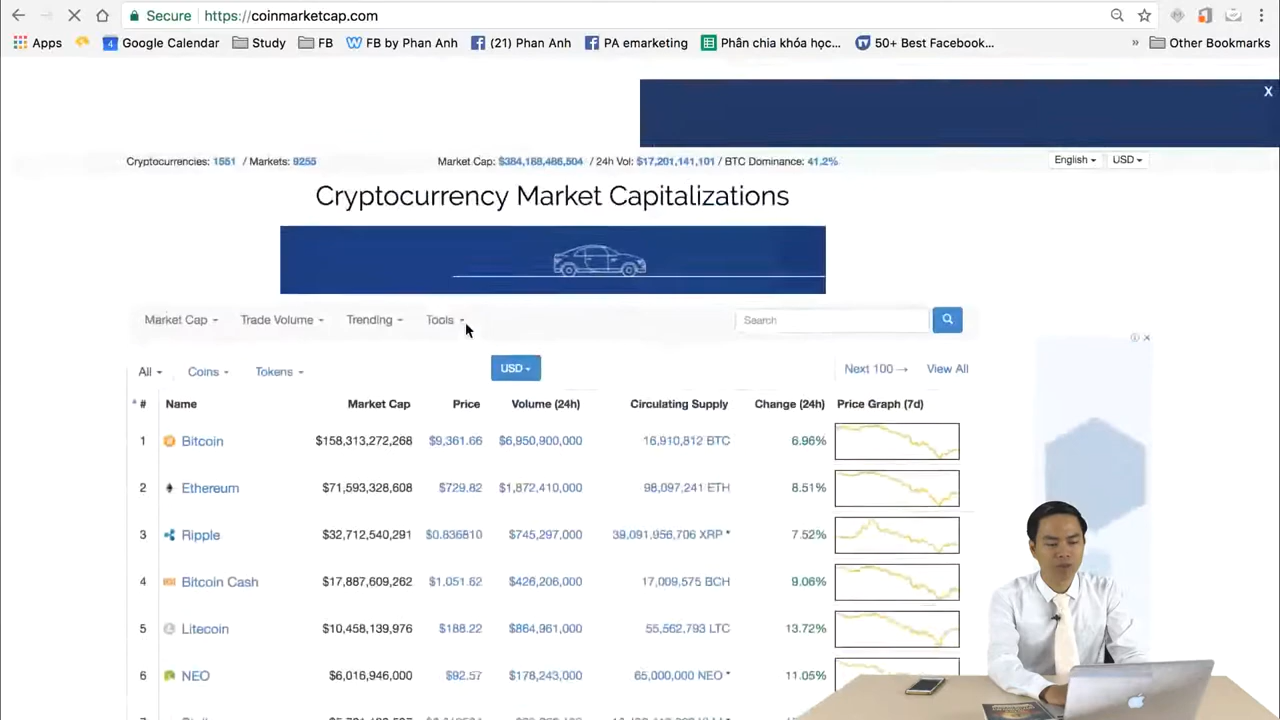 Secure https://coinmarketcap.com
Apps 4 Google Calendar Study FB FB by Phan Anh (21) Phan Anh PA emarketing Phân chia khóa học... 50+ Best Facebook... » Other Bookmarks
X
Cryptocurrencies: 1551 / Markets: 9255 Market Cap: $384,188,486,504 / 24h Vol: $17,201,141,101 / BTC Dominance: 41.2% English USD
Cryptocurrency Market Capitalizations
Market Cap Trade Volume Trending Tools Search
All Coins Tokens USD Next 100 → View All
# Name Market Cap Price Volume (24h) Circulating Supply Change (24h) Price Graph (7d)
1 Bitcoin $158,313,272,268 $9,361.66 $6,950,900,000 16,910,812 BTC 6.96%
2 Ethereum $71,593,328,608 $729.82 $1,872,410,000 98,097,241 ETH 8.51%
3 Ripple $32,712,540,291 $0.836810 $745,297,000 39,091,956,706 XRP * 7.52%
4 Bitcoin Cash $17,887,609,262 $1,051.62 $426,206,000 17,009,575 BCH 9.06%
5 Litecoin $10,458,139,976 $188.22 $864,961,000 55,562,793 LTC 13.72%
6 NEO $6,016,946,000 $92.57 $178,243,000 65,000,000 NEO * 11.05%